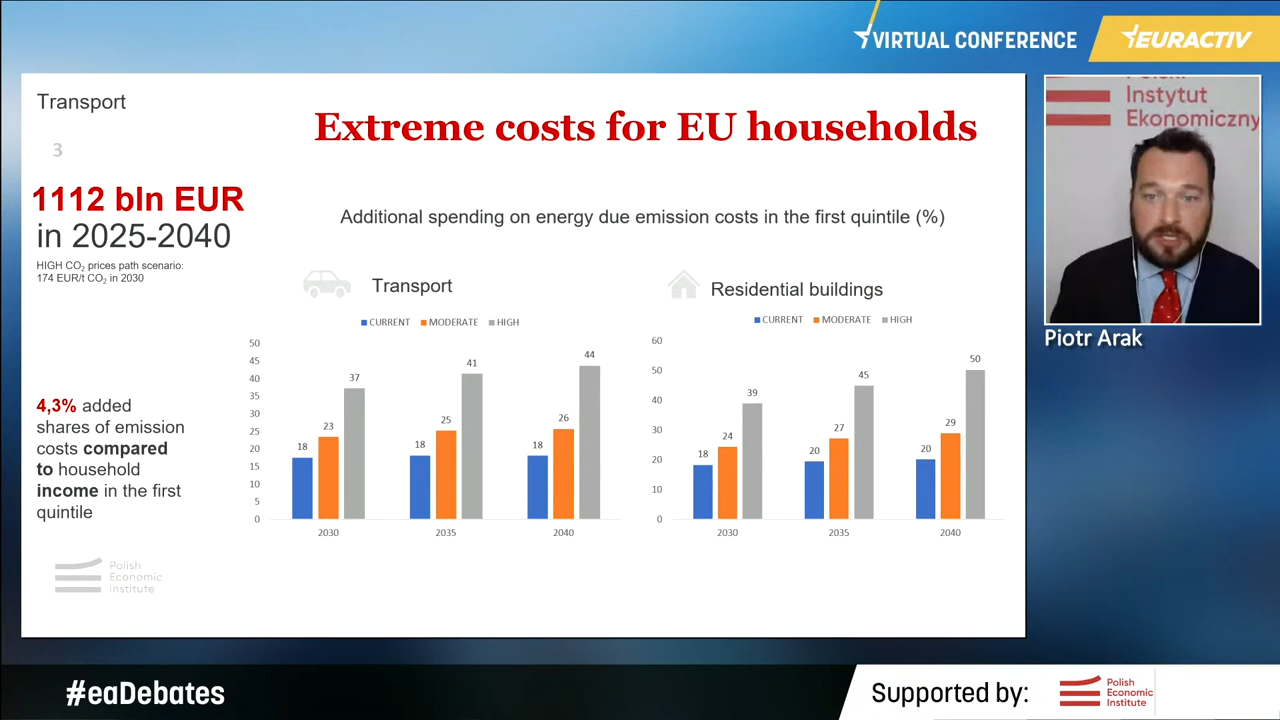 VIRTUAL CONFERENCE
EURACTIV
Transport
3
1112 bln EUR
in 2025-2040
HIGH CO₂ prices path scenario:
174 EUR/t CO₂ in 2030
4,3% added
shares of emission
costs compared
to household
income in the first
quintile
Polish
Economic
Institute
Extreme costs for EU households
Additional spending on energy due emission costs in the first quintile (%)
Transport
CURRENT MODERATE HIGH
50
45
40
35
30
25
20
15
10
5
0
18 23 37
18 25 41
18 26 44
2030 2035 2040
Residential buildings
CURRENT MODERATE HIGH
60
50
40
30
20
10
0
18 24 39
20 27 45
20 29 50
2030 2035 2040
Polski
Instytut
Ekonomiczny
Piotr Arak
#eaDebates
Supported by:
Polish
Economic
Institute